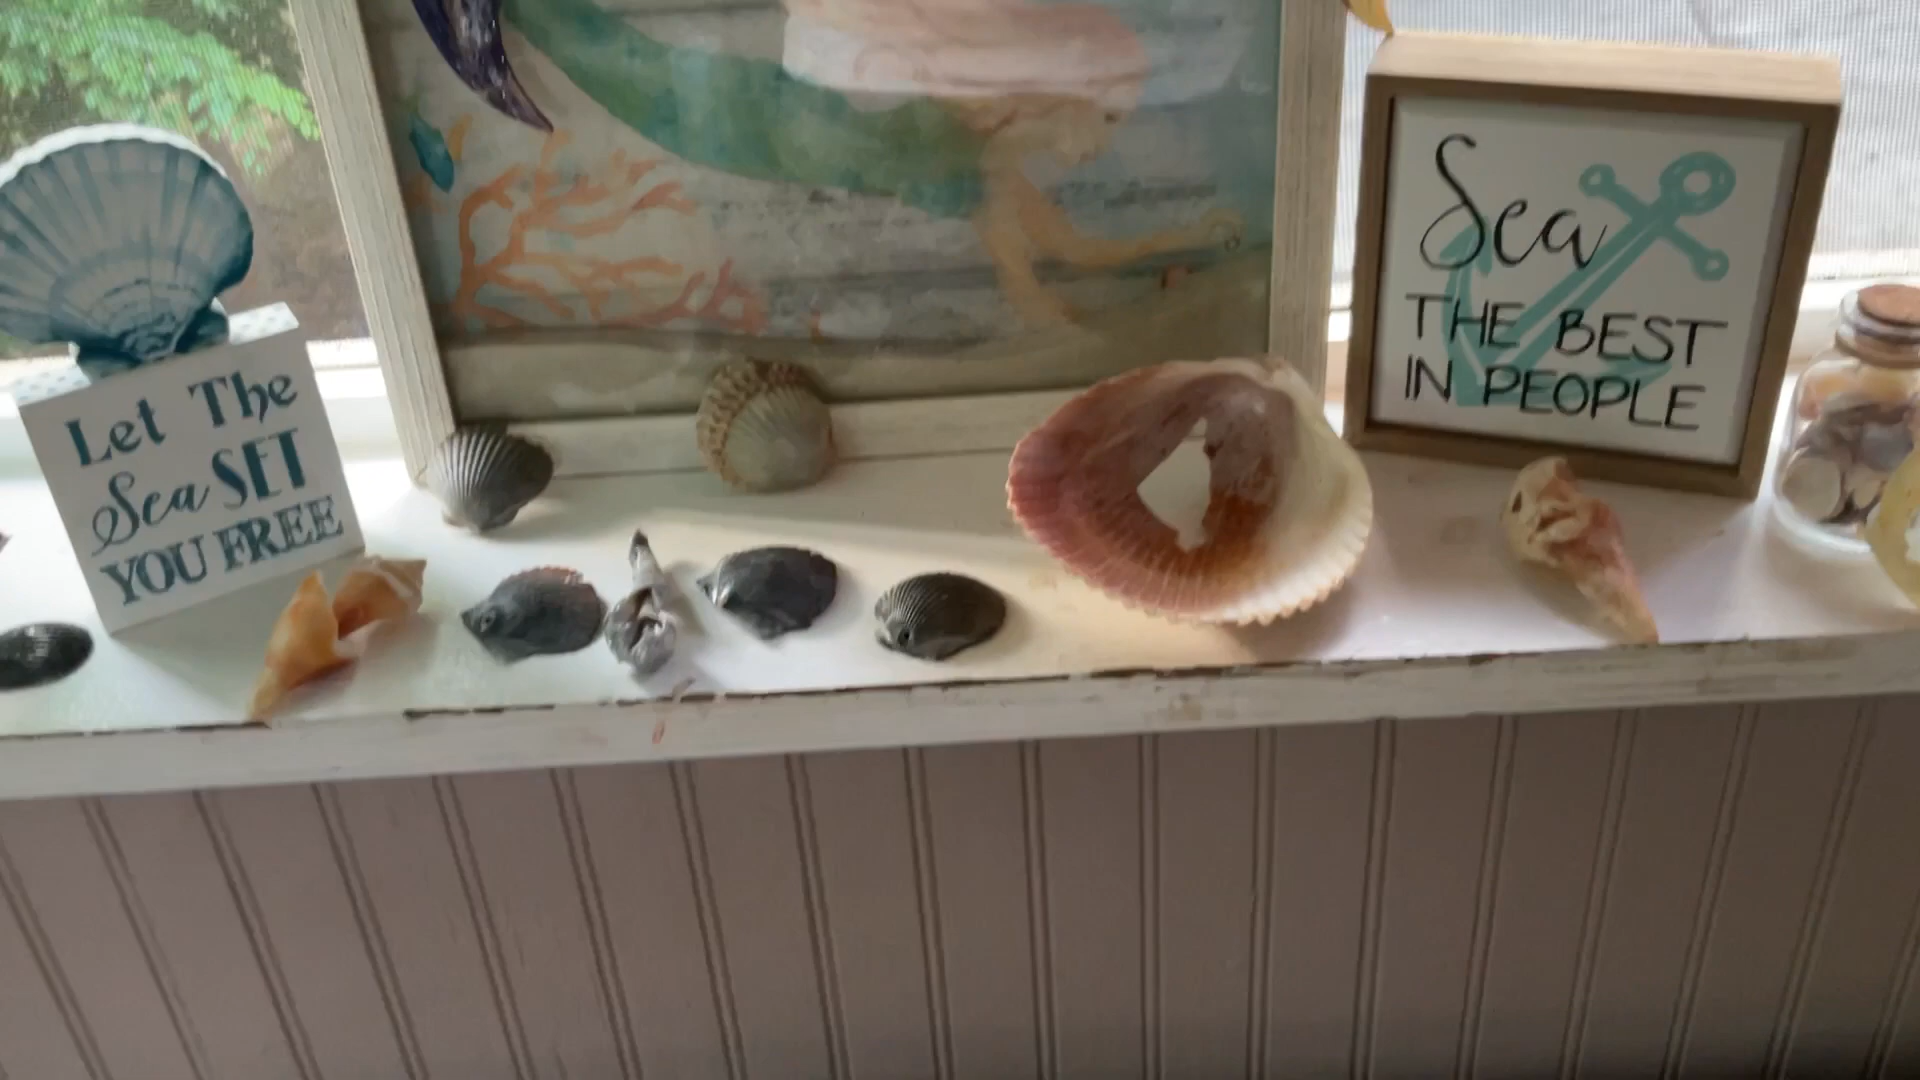 Let The
Sea SET
YOU FREE
Sea
THE BEST
IN PEOPLE